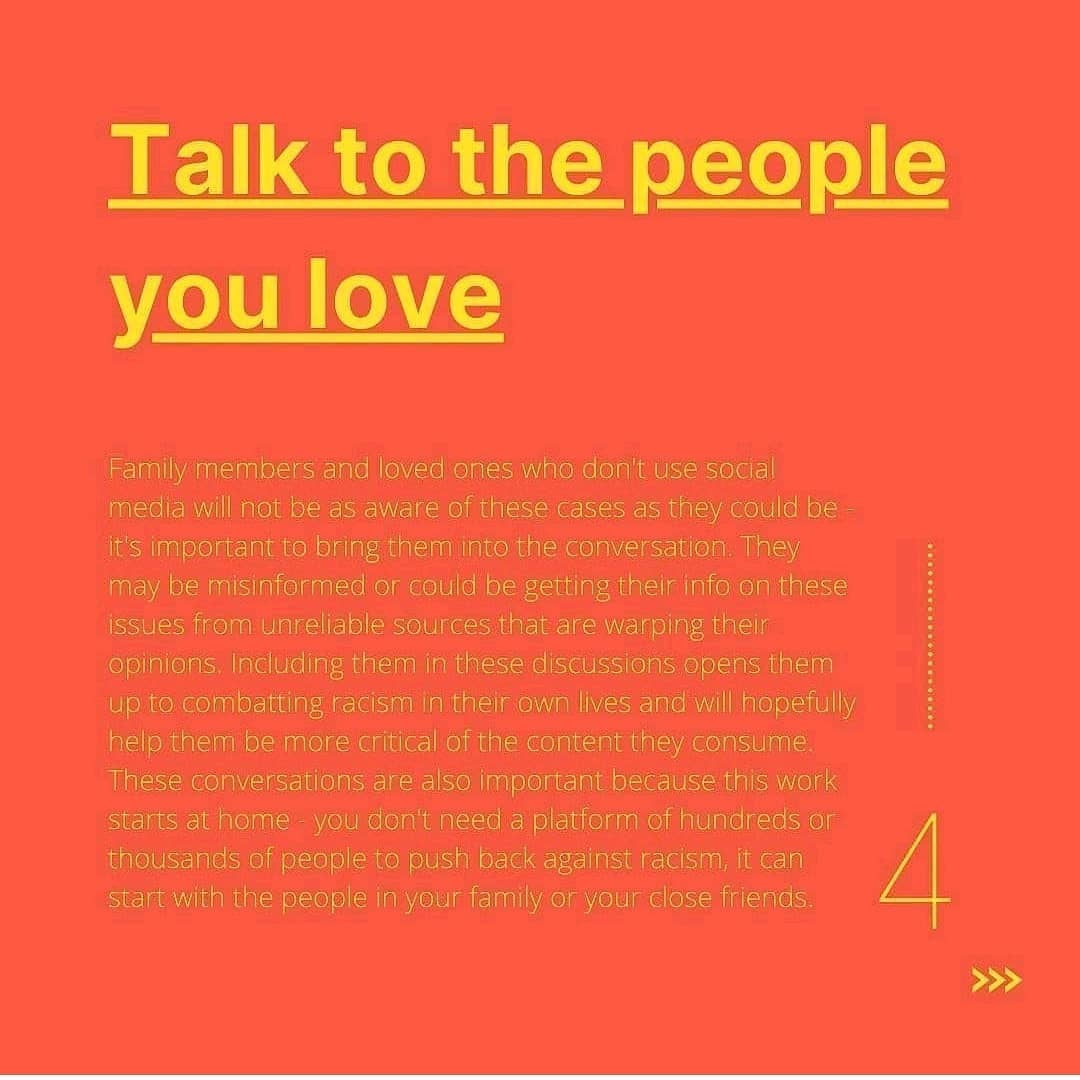 Talk to the people
you love
Family members and loved ones who don't use social
media will not be as aware of these cases as they could be -
it's important to bring them into the conversation. They
may be misinformed or could be getting their info on these
issues from unreliable sources that are warping their
opinions. Including them in these discussions opens them
up to combatting racism in their own lives and will hopefully
help them be more critical of the content they consume.
These conversations are also important because this work
starts at home - you don't need a platform of hundreds or
thousands of people to push back against racism, it can
start with the people in your family or your close friends.
4
>>>